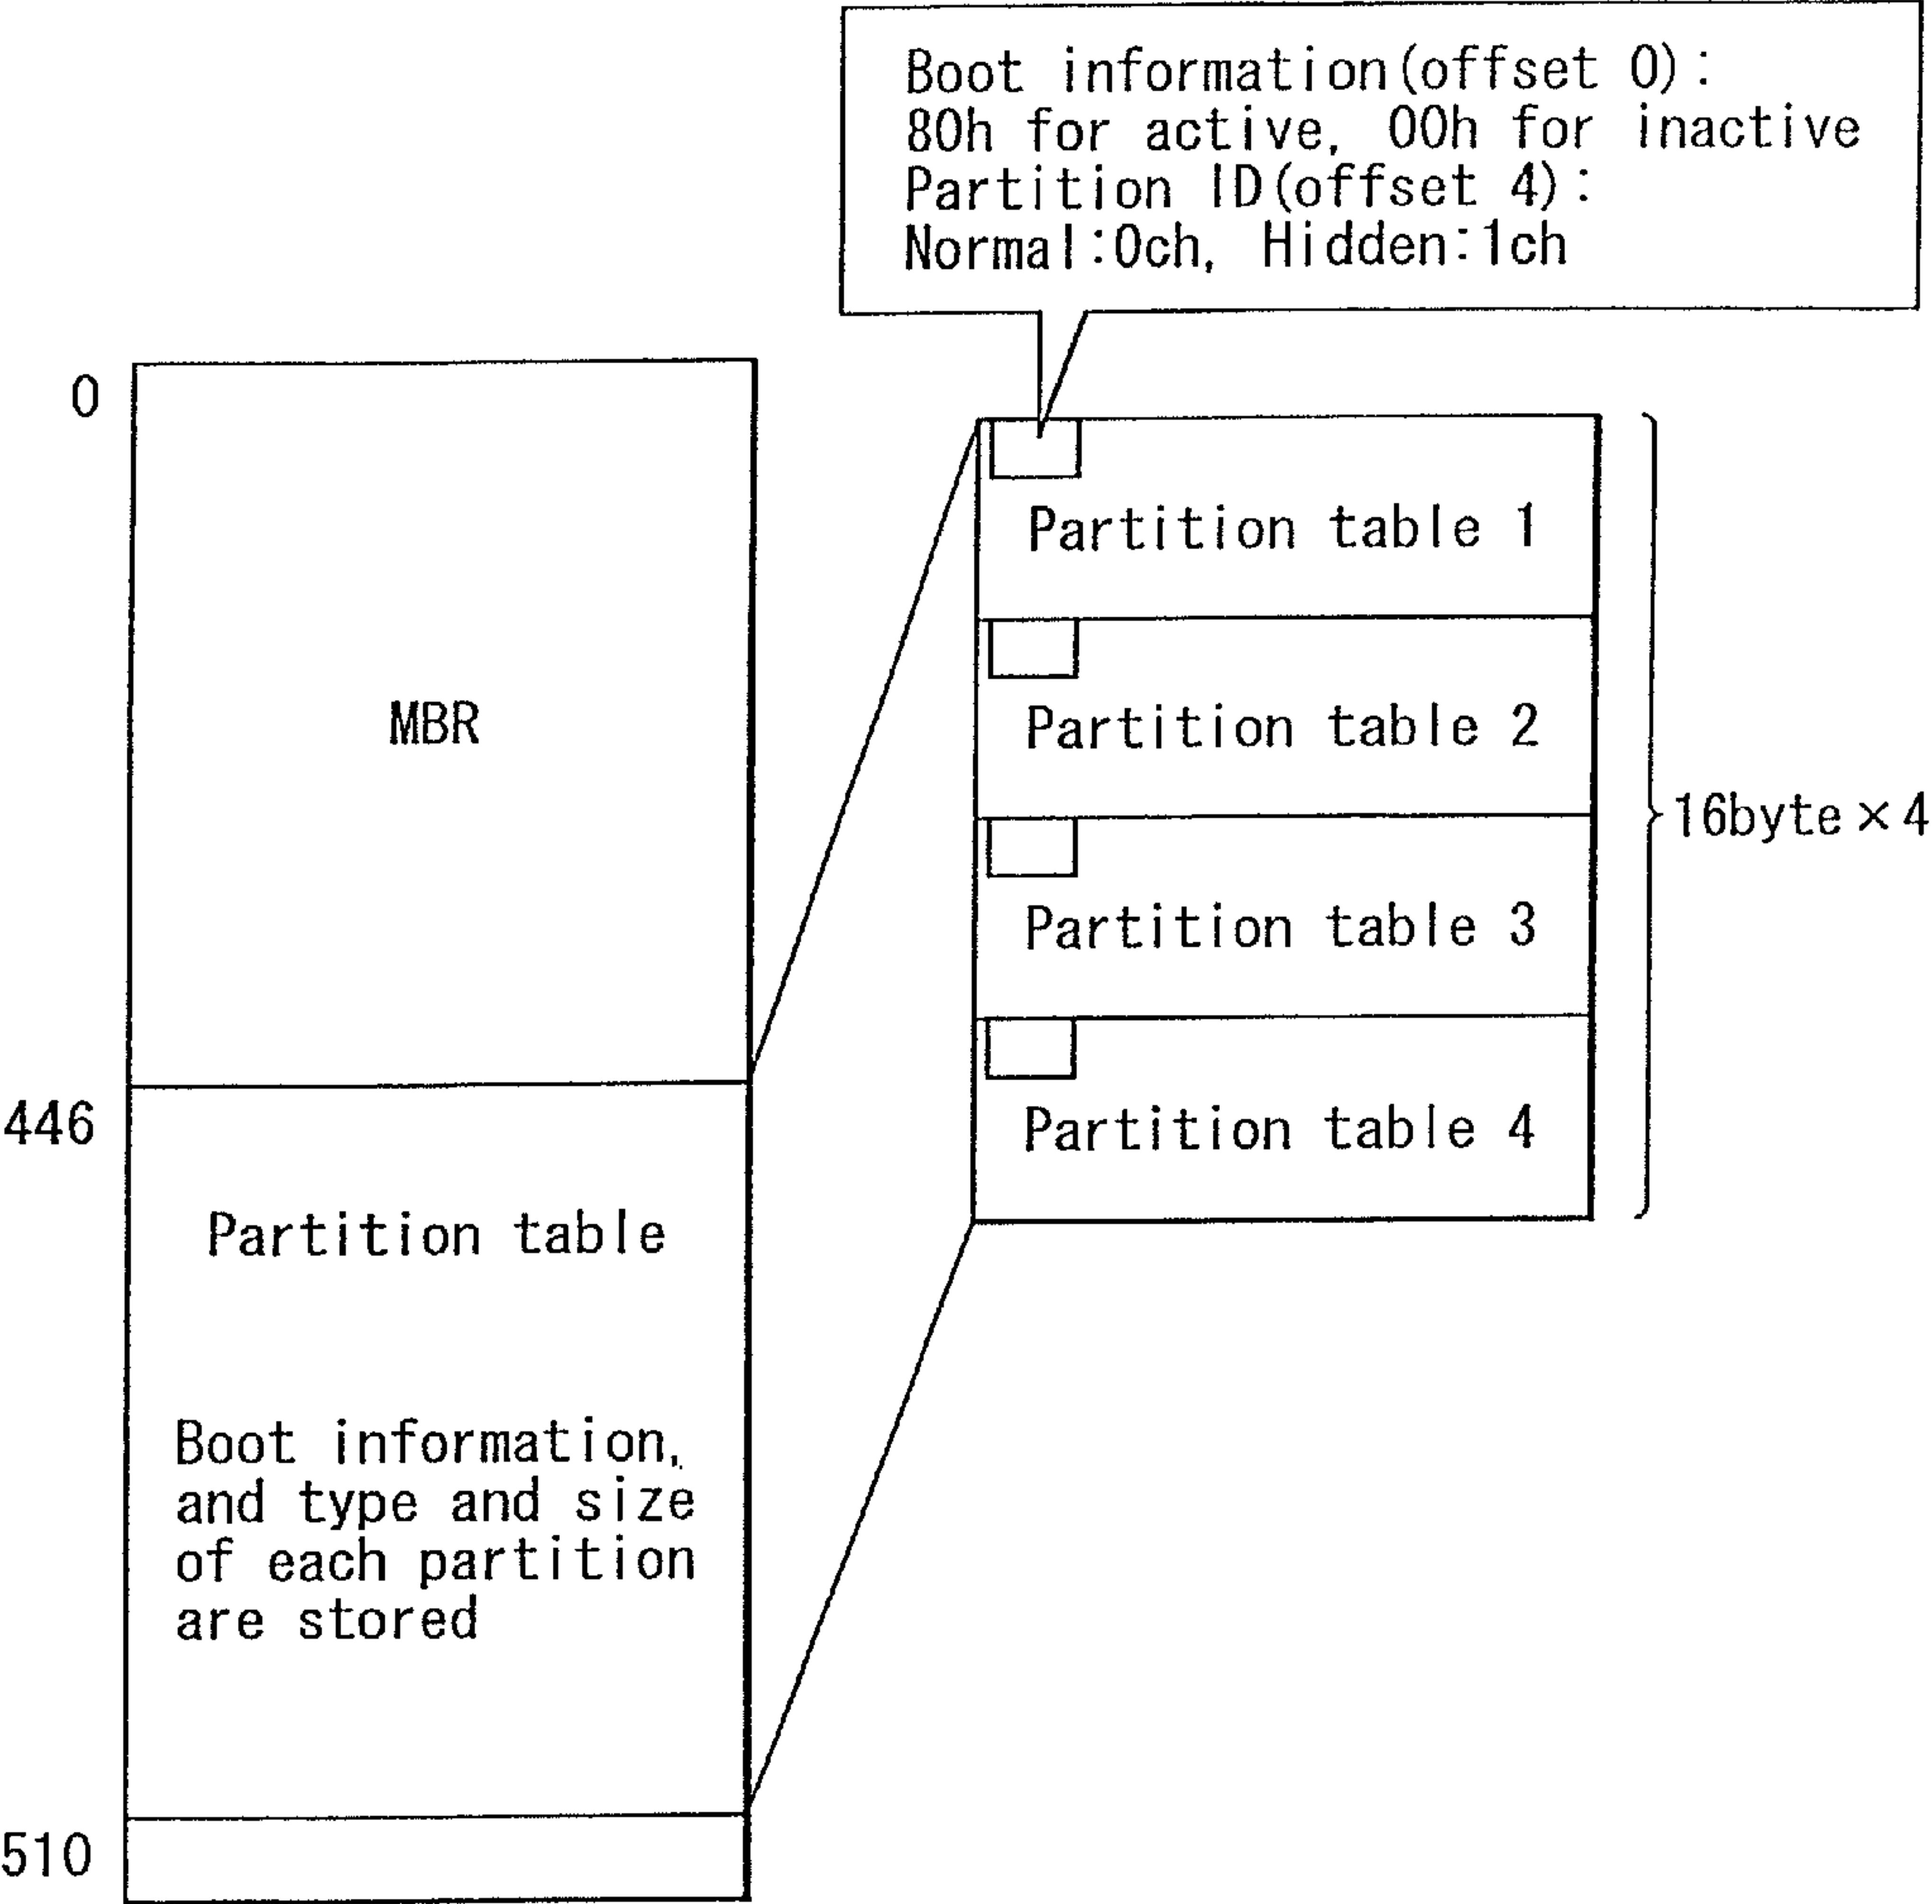 Boot information(offset 0):
80h for active, 00h for inactive
Partition ID(offset 4):
Normal:0ch, Hidden:1ch
0
MBR
446
Partition table
Boot information,
and type and size
of each partition
are stored
510
Partition table 1
Partition table 2
Partition table 3
Partition table 4
16byte×4